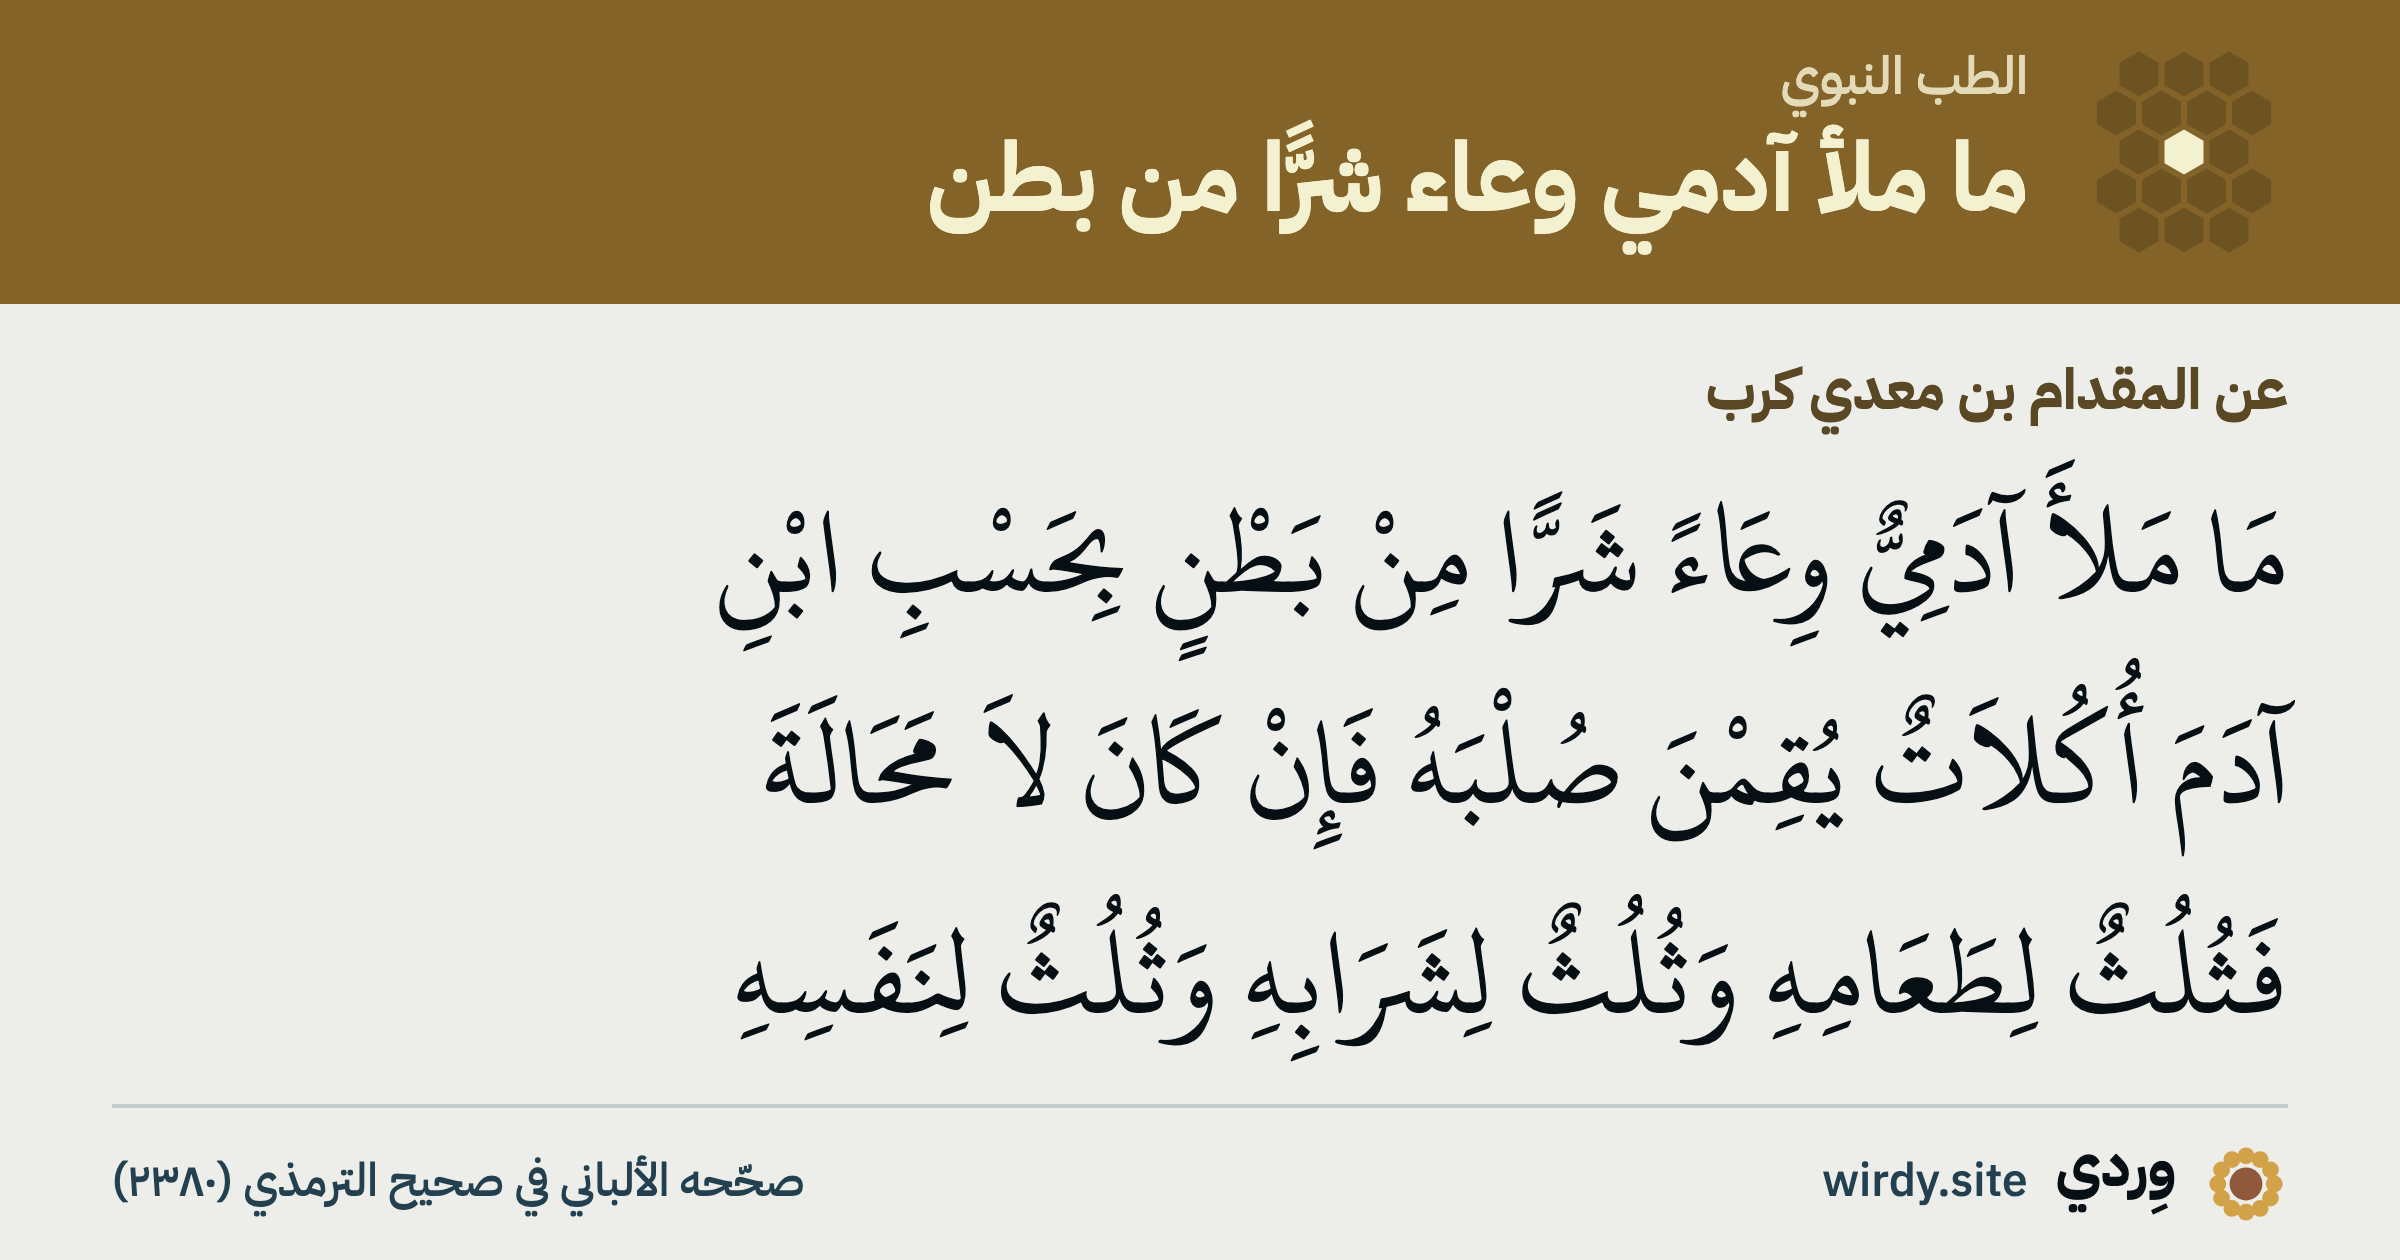 الطب النبوي
ما ملأ آدمي وعاء شرًّا من بطن
عن المقدام بن معدي كرب
مَا مَلأَ آدَمِيٌّ وِعَاءً شَرًّا مِنْ بَطْنٍ بِحَسْبِ ابْنِ
آدَمَ أُكُلاَتٌ يُقِمْنَ صُلْبَهُ فَإِنْ كَانَ لاَ مَحَالَةَ
فَثُلُثٌ لِطَعَامِهِ وَثُلُثٌ لِشَرَابِهِ وَثُلُثٌ لِنَفَسِهِ
وِردي wirdy.site
صحّحه الألباني في صحيح الترمذي (٢٣٨٠)